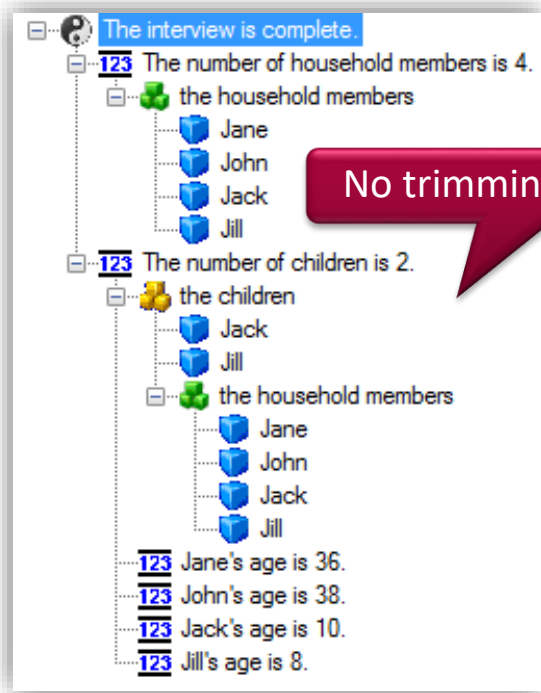 The interview is complete.
123 The number of household members is 4.
the household members
Jane
John
Jack
Jill
No trimmin
123 The number of children is 2.
the children
Jack
Jill
the household members
Jane
John
Jack
Jill
123 Jane's age is 36.
123 John's age is 38.
123 Jack's age is 10.
123 Jill's age is 8.